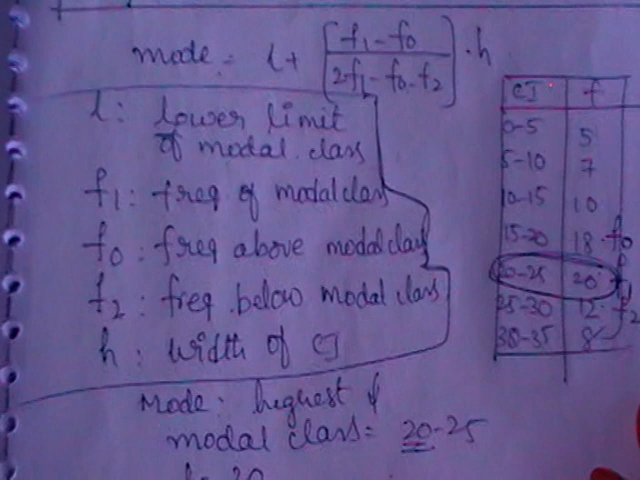 mode = l + [f1 - f0 / 2f1 - f0 - f2] . h
l : lower limit
of modal class
f1 : freq of modal class
f0 : freq above modal class
f2 : freq below modal class
h : width of CI
Mode : highest f
modal class = 20-25
l = 20
CI f
0-5 5
5-10 7
10-15 10
15-20 18 f0
20-25 20 f1
25-30 12 f2
30-35 8